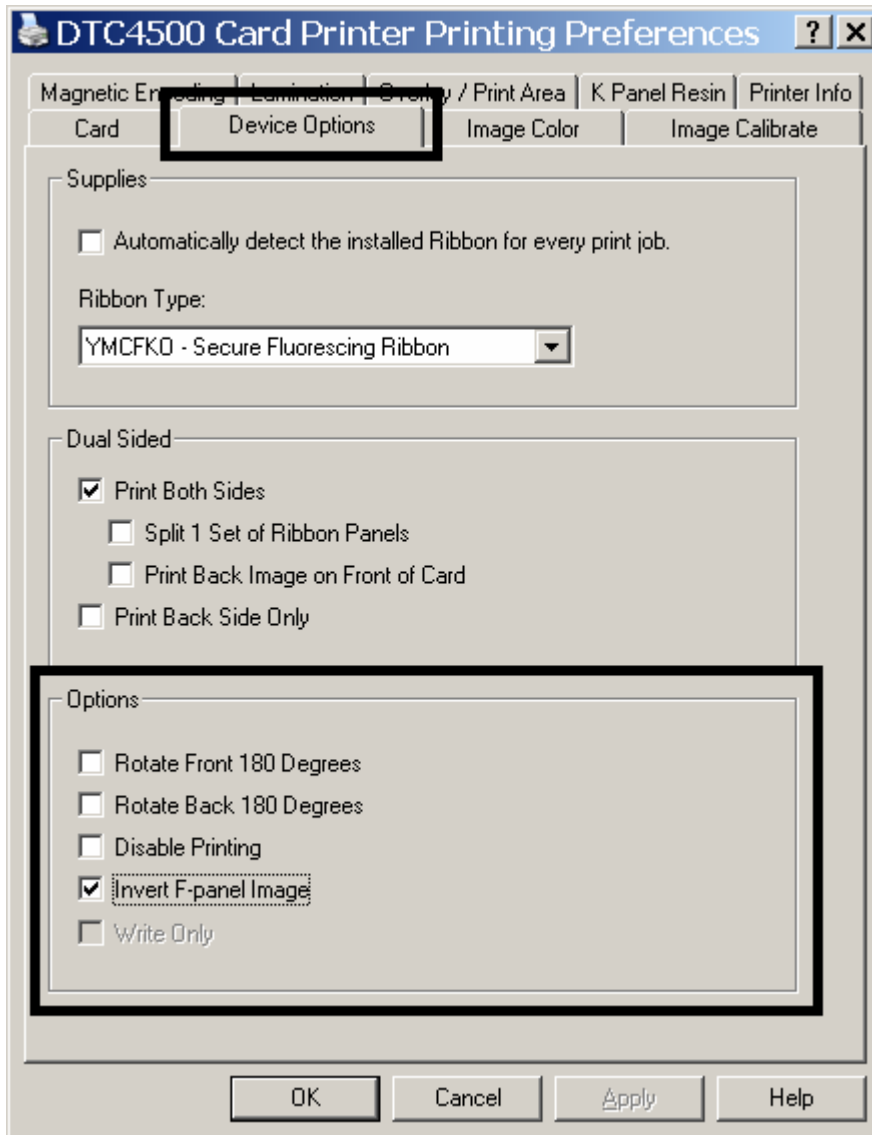 DTC4500 Card Printer Printing Preferences
Magnetic Encoding Lamination Overlay / Print Area K Panel Resin Printer Info
Card Device Options Image Color Image Calibrate
Supplies
Automatically detect the installed Ribbon for every print job.
Ribbon Type:
YMCFKO - Secure Fluorescing Ribbon
Dual Sided
Print Both Sides
Split 1 Set of Ribbon Panels
Print Back Image on Front of Card
Print Back Side Only
Options
Rotate Front 180 Degrees
Rotate Back 180 Degrees
Disable Printing
Invert F-panel Image
Write Only
OK Cancel Apply Help